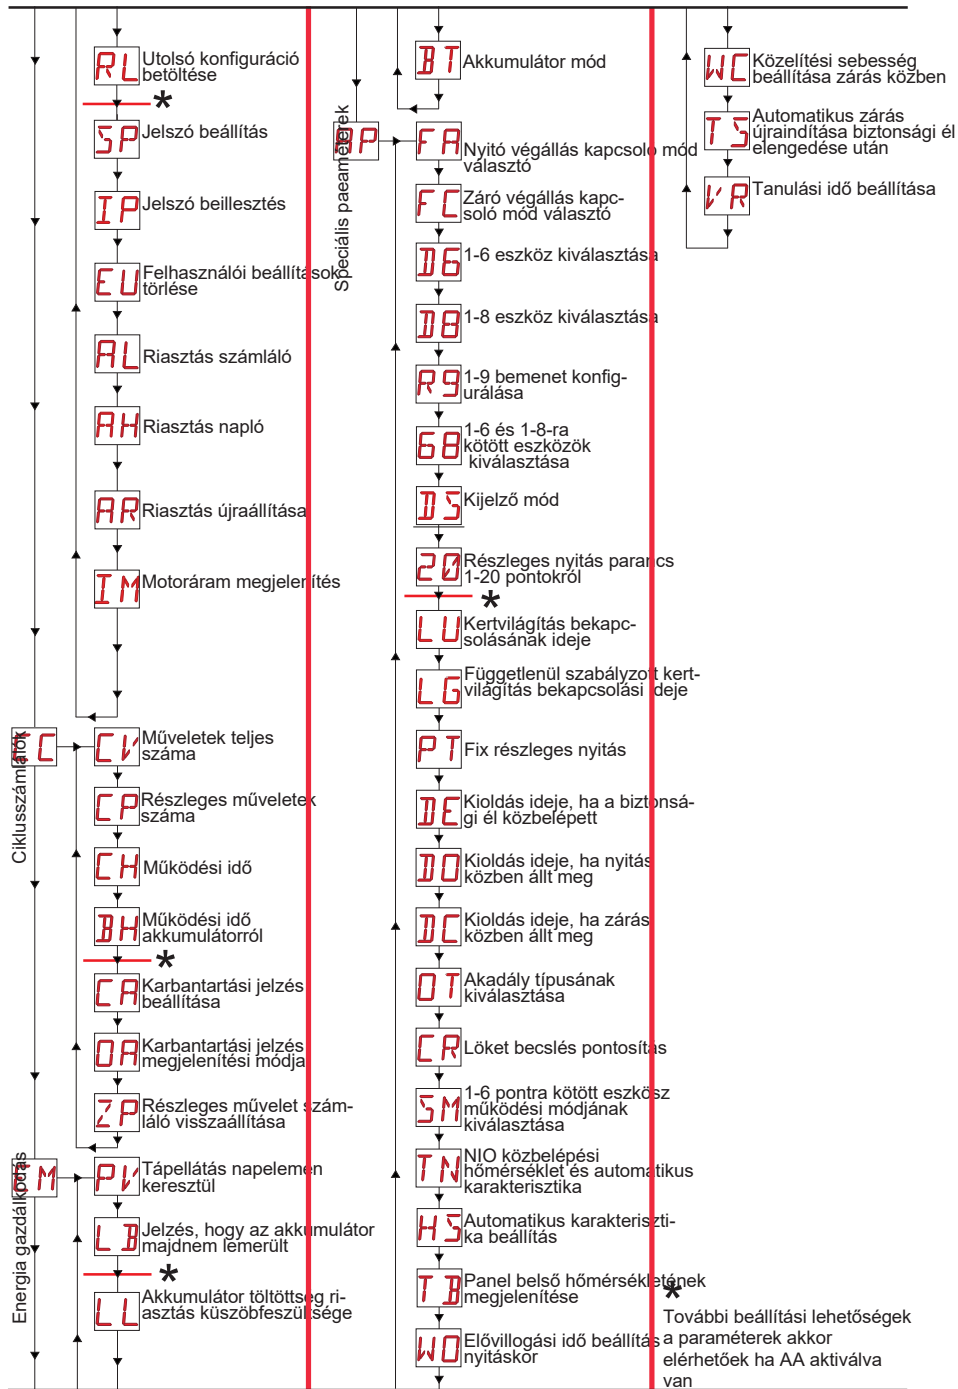 RL
Utolsó konfiguráció
betöltése
*
SP
Jelszó beállítás
IP
Jelszó beillesztés
EU
Felhasználói beállítások
törlése
AL
Riasztás számláló
AH
Riasztás napló
AR
Riasztás újraállítása
IM
Motoráram megjelenítés
CC
Ciklusszámlálók
CV
Műveletek teljes
száma
CP
Részleges műveletek
száma
CH
Működési idő
BH
Működési idő
akkumulátorról
*
CA
Karbantartási jelzés
beállítása
OA
Karbantartási jelzés
megjelenítési módja
ZP
Részleges művelet szám-
láló visszaállítása
EM
Energia gazdálkodás
PV
Tápellátás napelemen
keresztül
LB
Jelzés, hogy az akkumulátor
majdnem lemerült
*
LL
Akkumulátor töltöttség ri-
asztás küszöbfeszültsége
BT
Akkumulátor mód
AP
Speciális paeaméterek
FA
Nyitó végállás kapcsoló mód
választó
FC
Záró végállás kapc-
soló mód választó
D6
1-6 eszköz kiválasztása
D8
1-8 eszköz kiválasztása
R9
1-9 bemenet konfig-
urálása
68
1-6 és 1-8-ra
kötött eszközök
kiválasztása
DS
Kijelző mód
20
Részleges nyitás parancs
1-20 pontokról
*
LU
Kertvilágítás bekapc-
solásának ideje
LG
Függetlenül szabályzott kert-
világítás bekapcsolási ideje
PT
Fix részleges nyitás
DE
Kioldás ideje, ha a biztonsá-
gi él közbelépett
DO
Kioldás ideje, ha nyitás
közben állt meg
DC
Kioldás ideje, ha zárás
közben állt meg
OT
Akadály típusának
kiválasztása
CR
Löket becslés pontosítás
SM
1-6 pontra kötött eszkösz
működési módjának
kiválasztása
TN
NIO közbelépési
hőmérséklet és automatikus
karakterisztika
HS
Automatikus karakteriszti-
ka beállítás
TB
Panel belső hőmérsékletének
megjelenítése
WO
Elővillogási idő beállítás
nyitáskor
WC
Közelítési sebesség
beállítása zárás közben
TS
Automatikus zárás
újraindítása biztonsági él
elengedése után
VR
Tanulási idő beállítása
*
További beállítási lehetőségek
a paraméterek akkor
elérhetőek ha AA aktiválva
van